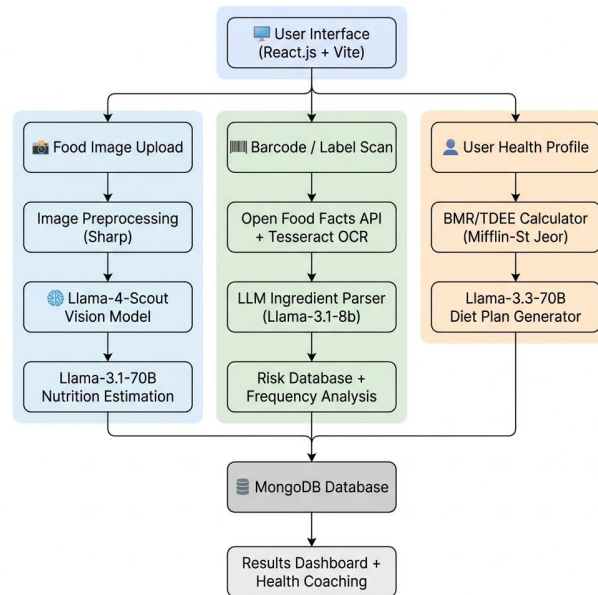 User Interface
(React.js + Vite)
Food Image Upload
Barcode / Label Scan
User Health Profile
Image Preprocessing
(Sharp)
Open Food Facts API
+ Tesseract OCR
BMR/TDEE Calculator
(Mifflin-St Jeor)
Llama-4-Scout
Vision Model
LLM Ingredient Parser
(Llama-3.1-8b)
Llama-3.3-70B
Diet Plan Generator
Llama-3.1-70B
Nutrition Estimation
Risk Database +
Frequency Analysis
MongoDB Database
Results Dashboard +
Health Coaching